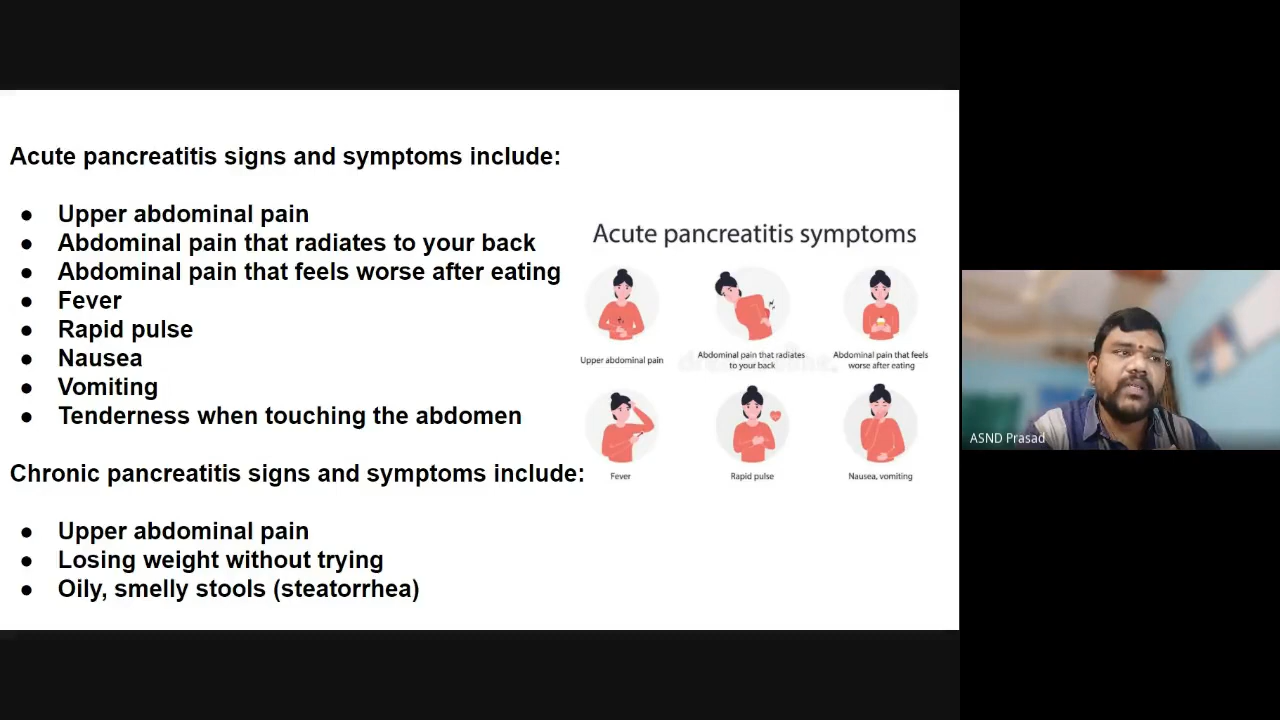 Acute pancreatitis signs and symptoms include:
● Upper abdominal pain
● Abdominal pain that radiates to your back
● Abdominal pain that feels worse after eating
● Fever
● Rapid pulse
● Nausea
● Vomiting
● Tenderness when touching the abdomen
Chronic pancreatitis signs and symptoms include:
● Upper abdominal pain
● Losing weight without trying
● Oily, smelly stools (steatorrhea)
Acute pancreatitis symptoms
Upper abdominal pain
Abdominal pain that radiates
to your back
Abdominal pain that feels
worse after eating
Fever
Rapid pulse
Nausea, vomiting
ASND Prasad